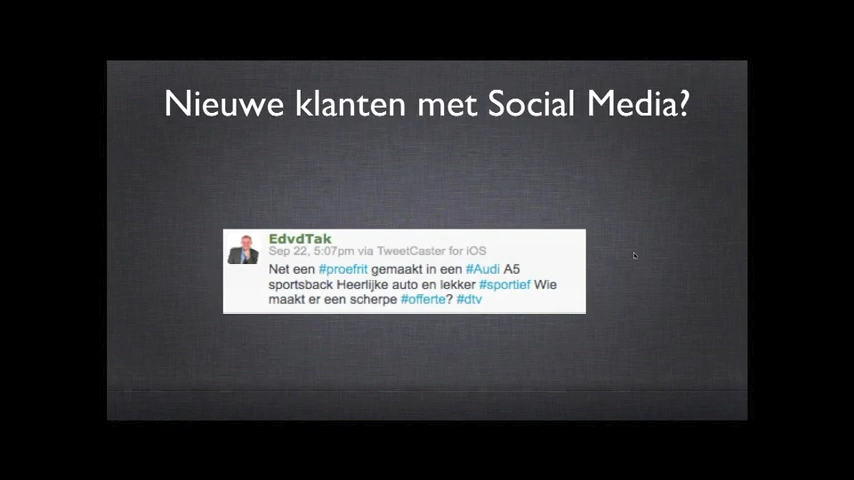 Nieuwe klanten met Social Media?
EdvdTak
Sep 22, 5:07pm via TweetCaster for iOS
Net een #proefrit gemaakt in een #Audi A5
sportsback Heerlijke auto en lekker #sportief Wie
maakt er een scherpe #offerte? #dtv